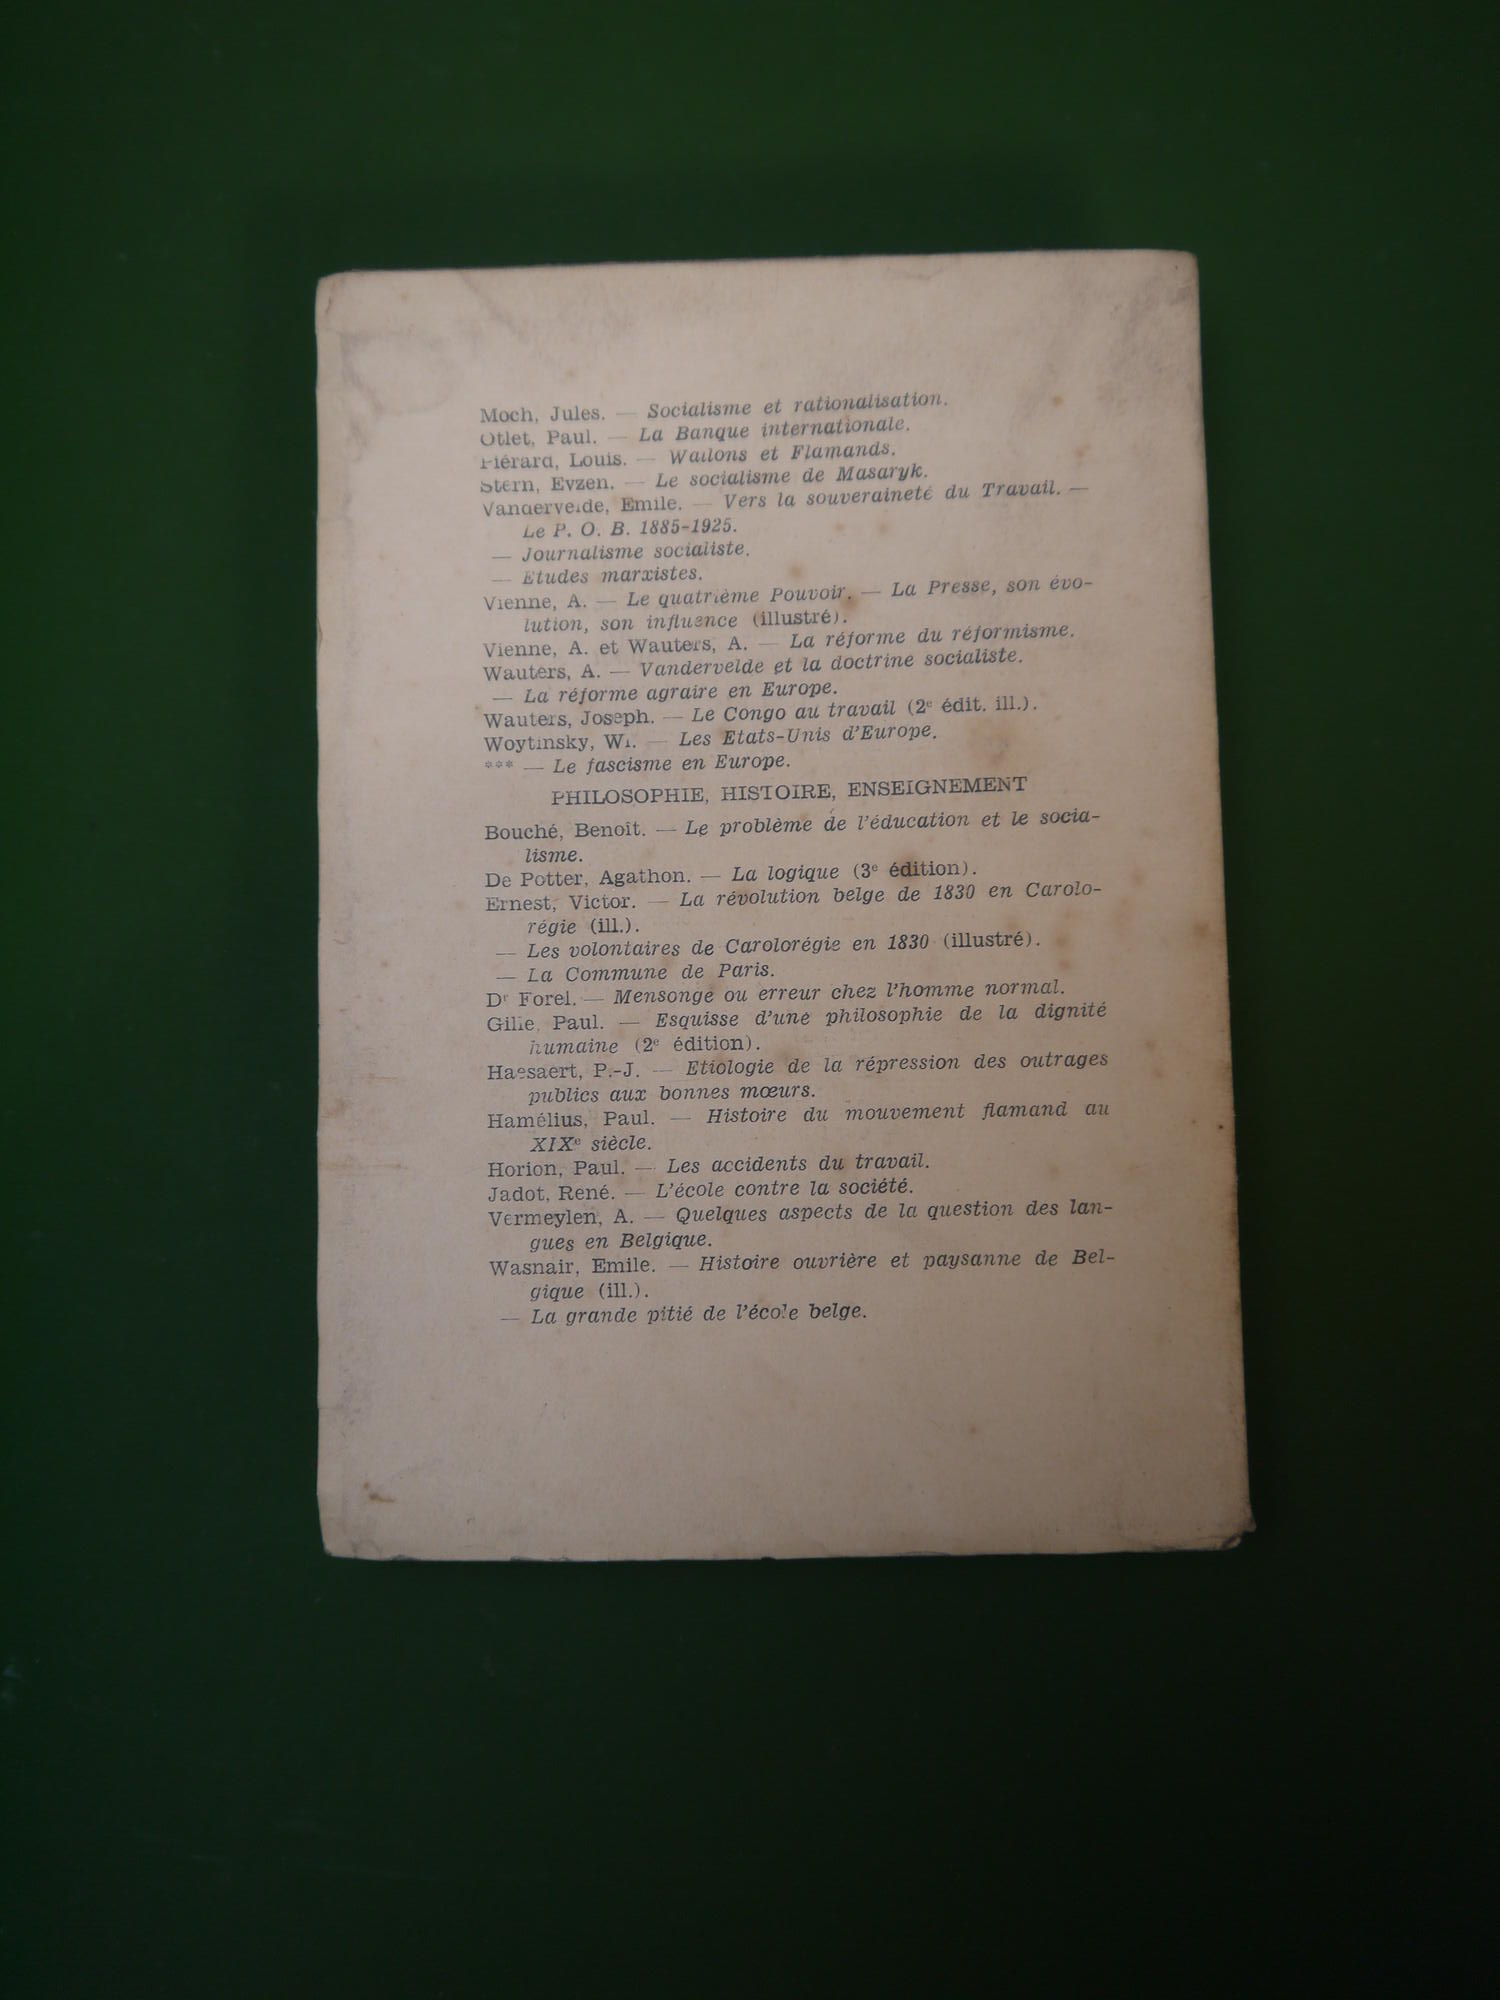 Moch, Jules. — Socialisme et rationalisation.
Otlet, Paul. — La Banque internationale.
Piérard, Louis. — Wallons et Flamands.
Stern, Evzen. — Le socialisme de Masaryk.
Vandervelde, Emile. — Vers la souveraineté du Travail. —
Le P. O. B. 1885-1925.
— Journalisme socialiste.
— Etudes marxistes.
Vienne, A. — Le quatrième Pouvoir. — La Presse, son évo-
lution, son influence (illustré).
Vienne, A. et Wauters, A. — La réforme du réformisme.
Wauters, A. — Vandervelde et la doctrine socialiste.
— La réforme agraire en Europe.
Wauters, Joseph. — Le Congo au travail (2e édit. ill.).
Woytinsky, Wl. — Les Etats-Unis d'Europe.
*** — Le fascisme en Europe.
PHILOSOPHIE, HISTOIRE, ENSEIGNEMENT
Bouché, Benoît. — Le problème de l'éducation et le socia-
lisme.
De Potter, Agathon. — La logique (3e édition).
Ernest, Victor. — La révolution belge de 1830 en Carolo-
régie (ill.).
— Les volontaires de Carolorégie en 1830 (illustré).
— La Commune de Paris.
Dr Forel. — Mensonge ou erreur chez l'homme normal.
Gille, Paul. — Esquisse d'une philosophie de la dignité
humaine (2e édition).
Haesaert, P.-J. — Etiologie de la répression des outrages
publics aux bonnes mœurs.
Hamélius, Paul. — Histoire du mouvement flamand au
XIXe siècle.
Horion, Paul. — Les accidents du travail.
Jadot, René. — L'école contre la société.
Vermeylen, A. — Quelques aspects de la question des lan-
gues en Belgique.
Wasnair, Emile. — Histoire ouvrière et paysanne de Bel-
gique (ill.).
— La grande pitié de l'école belge.